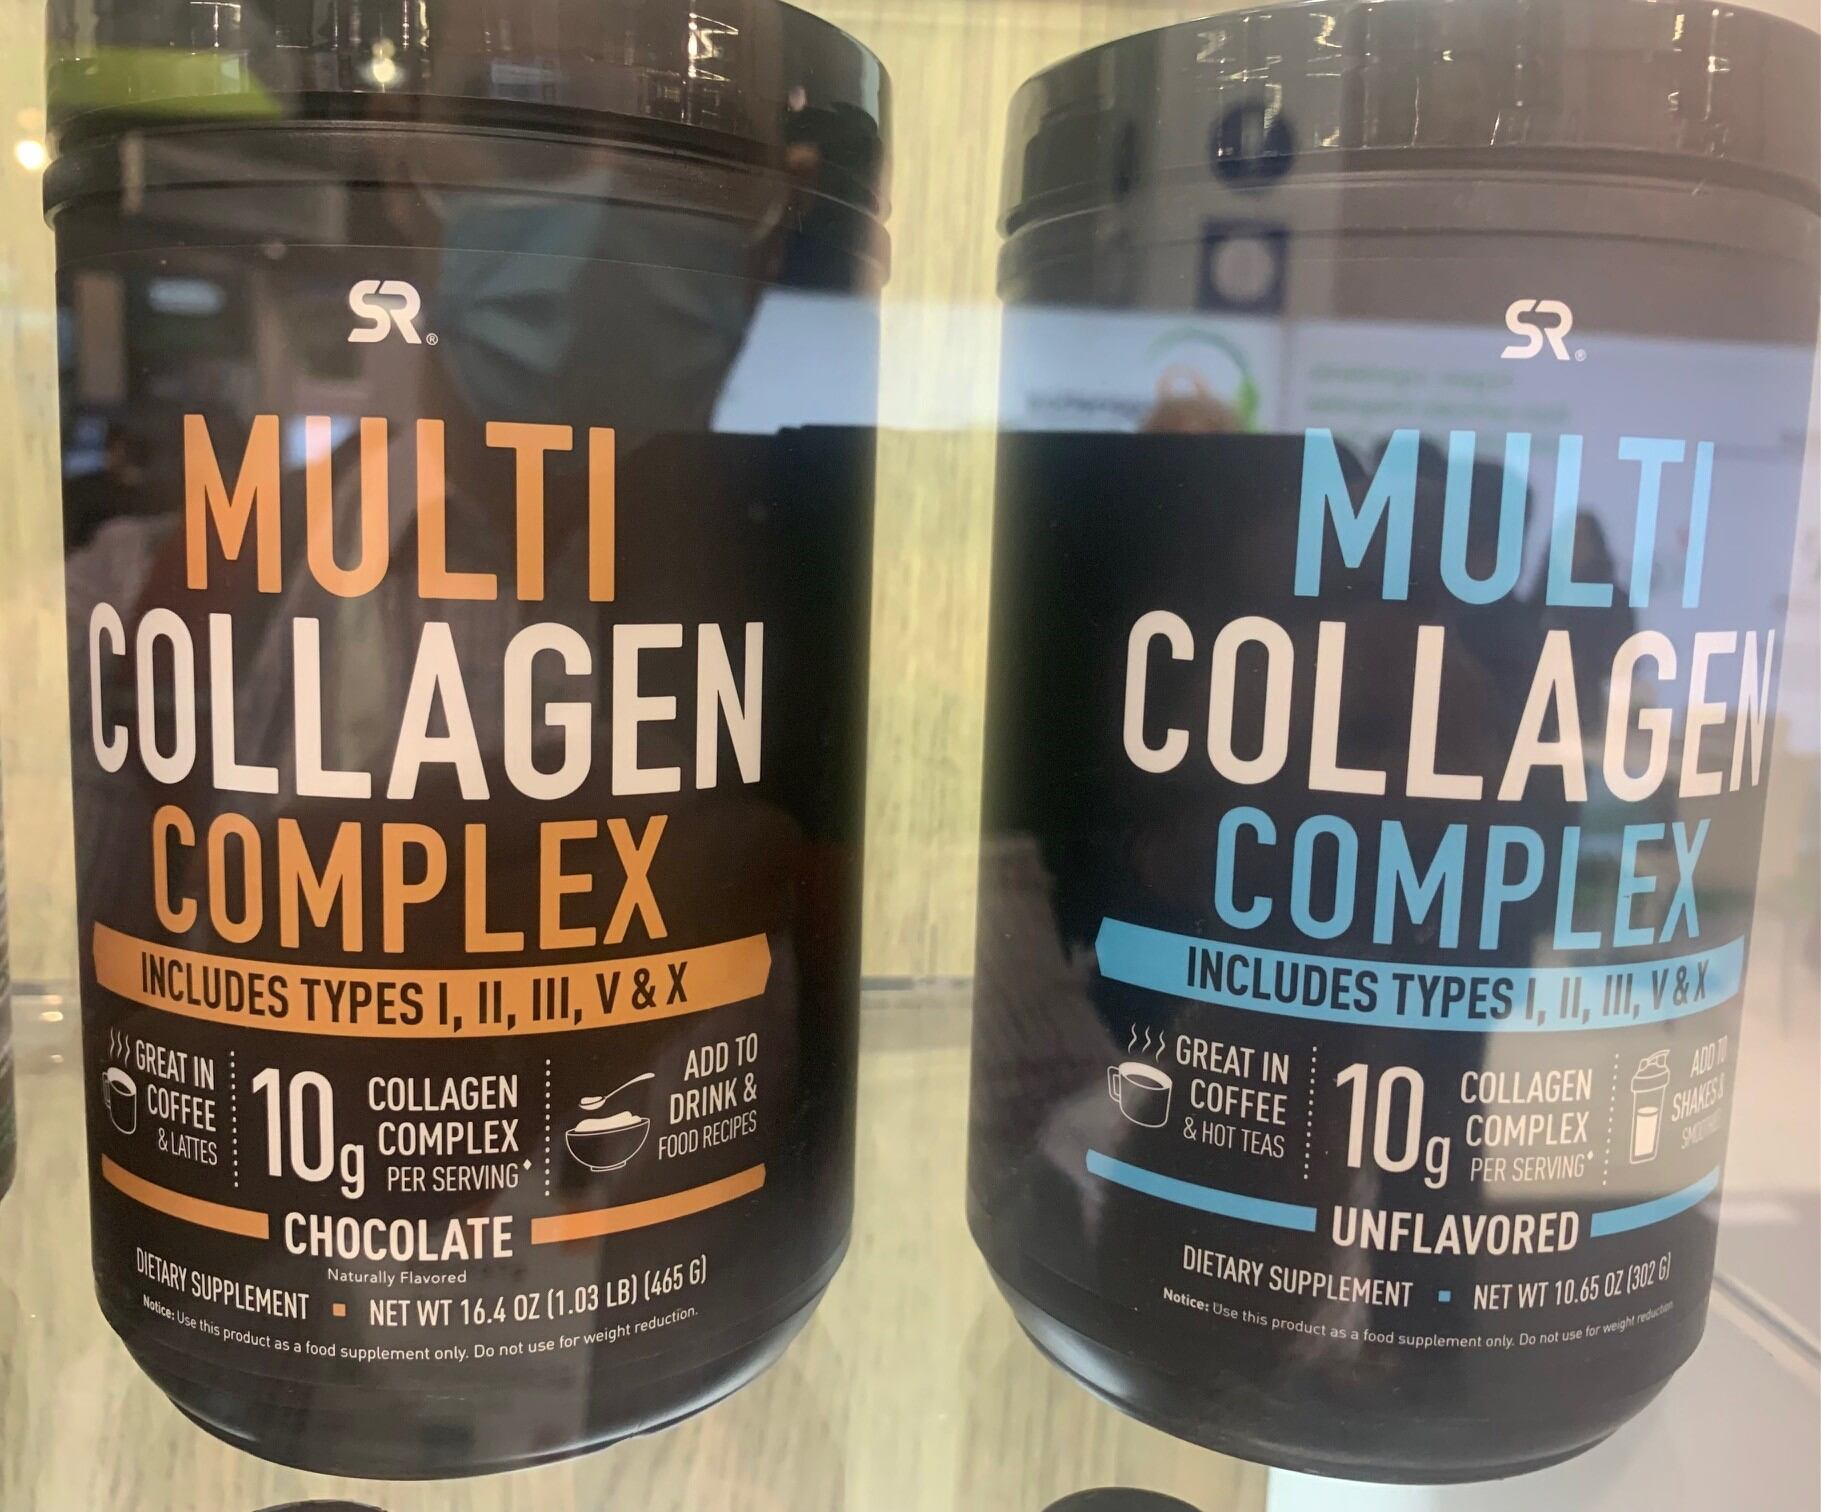 SR®
MULTI
COLLAGEN
COMPLEX
INCLUDES TYPES I, II, III, V & X
GREAT IN
COFFEE
& LATTES
10g
COLLAGEN
COMPLEX
PER SERVING♦
ADD TO
DRINK &
FOOD RECIPES
CHOCOLATE
Naturally Flavored
DIETARY SUPPLEMENT ▪ NET WT 16.4 OZ (1.03 LB) (465 G)
Notice: Use this product as a food supplement only. Do not use for weight reduction.
SR®
MULTI
COLLAGEN
COMPLEX
INCLUDES TYPES I, II, III, V & X
GREAT IN
COFFEE
& HOT TEAS
10g
COLLAGEN
COMPLEX
PER SERVING♦
ADD TO
SHAKES &
UNFLAVORED
DIETARY SUPPLEMENT ▪ NET WT 10.65 OZ (302 G)
Notice: Use this product as a food supplement only. Do not use for weight reduction.